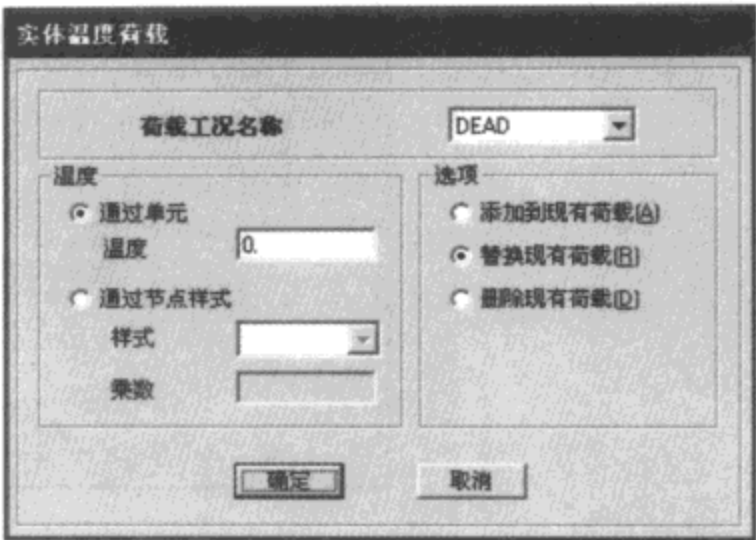 实体温度荷载
荷载工况名称
DEAD
温度
通过单元
温度
0.
通过节点样式
样式
乘数
选项
添加到现有荷载(A)
替换现有荷载(R)
删除现有荷载(D)
确定
取消